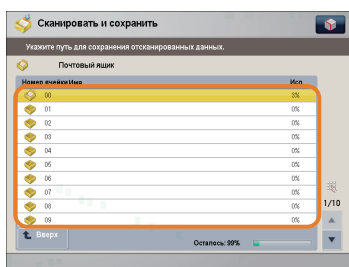 Сканировать и сохранить
Укажите путь для сохранения отсканированных данных.
Почтовый ящик
Номер ячейки Имя Исп.
00 3%
01 0%
02 0%
03 0%
04 0%
05 0%
06 0%
07 0%
08 0%
09 0%
1/10
Вверх
Осталось: 99%